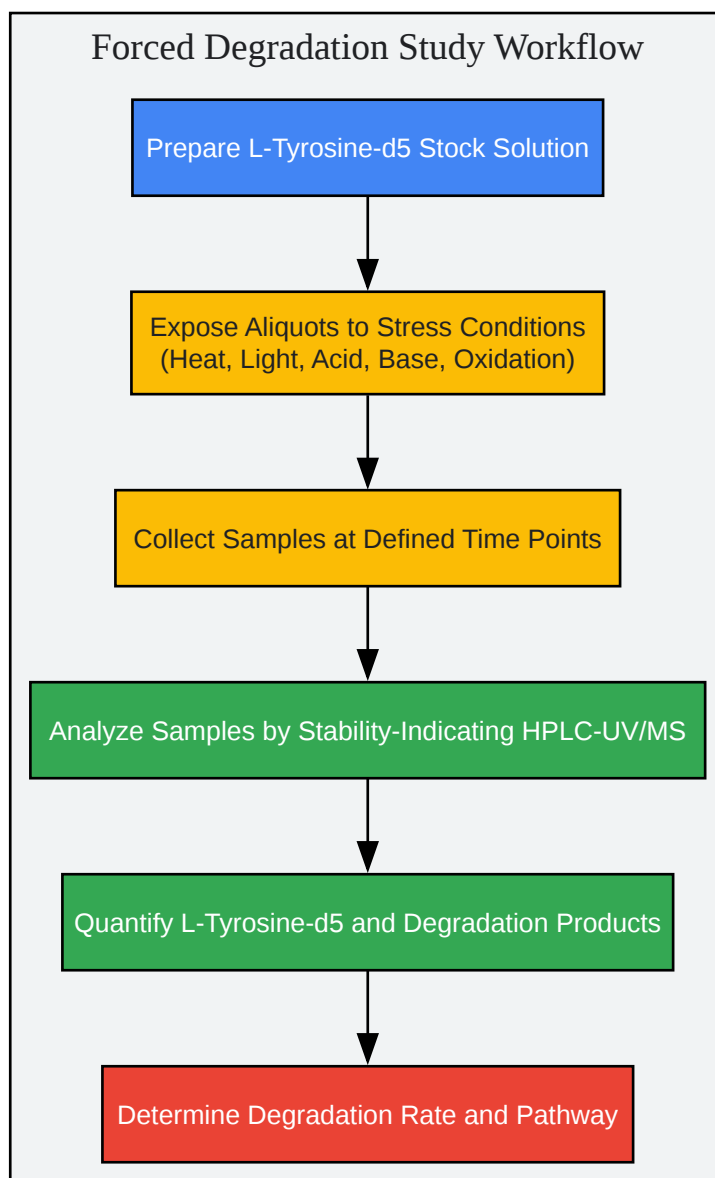 Forced Degradation Study Workflow
Prepare L-Tyrosine-d5 Stock Solution
Expose Aliquots to Stress Conditions
(Heat, Light, Acid, Base, Oxidation)
Collect Samples at Defined Time Points
Analyze Samples by Stability-Indicating HPLC-UV/MS
Quantify L-Tyrosine-d5 and Degradation Products
Determine Degradation Rate and Pathway